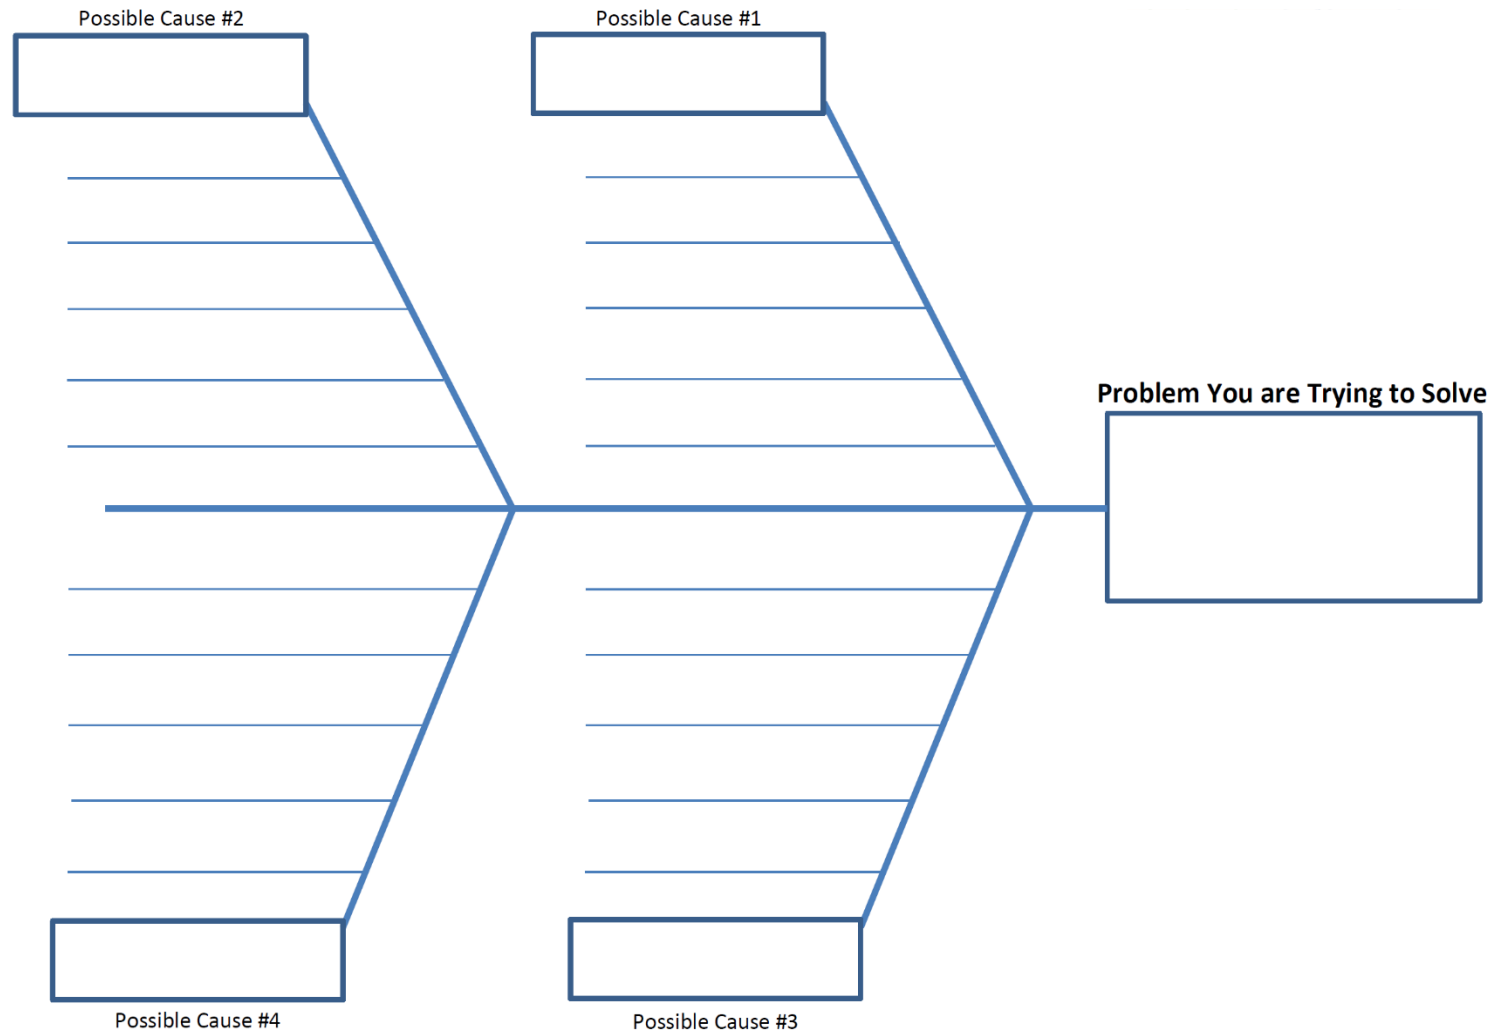 Possible Cause #2
Possible Cause #1
Problem You are Trying to Solve
Possible Cause #4
Possible Cause #3